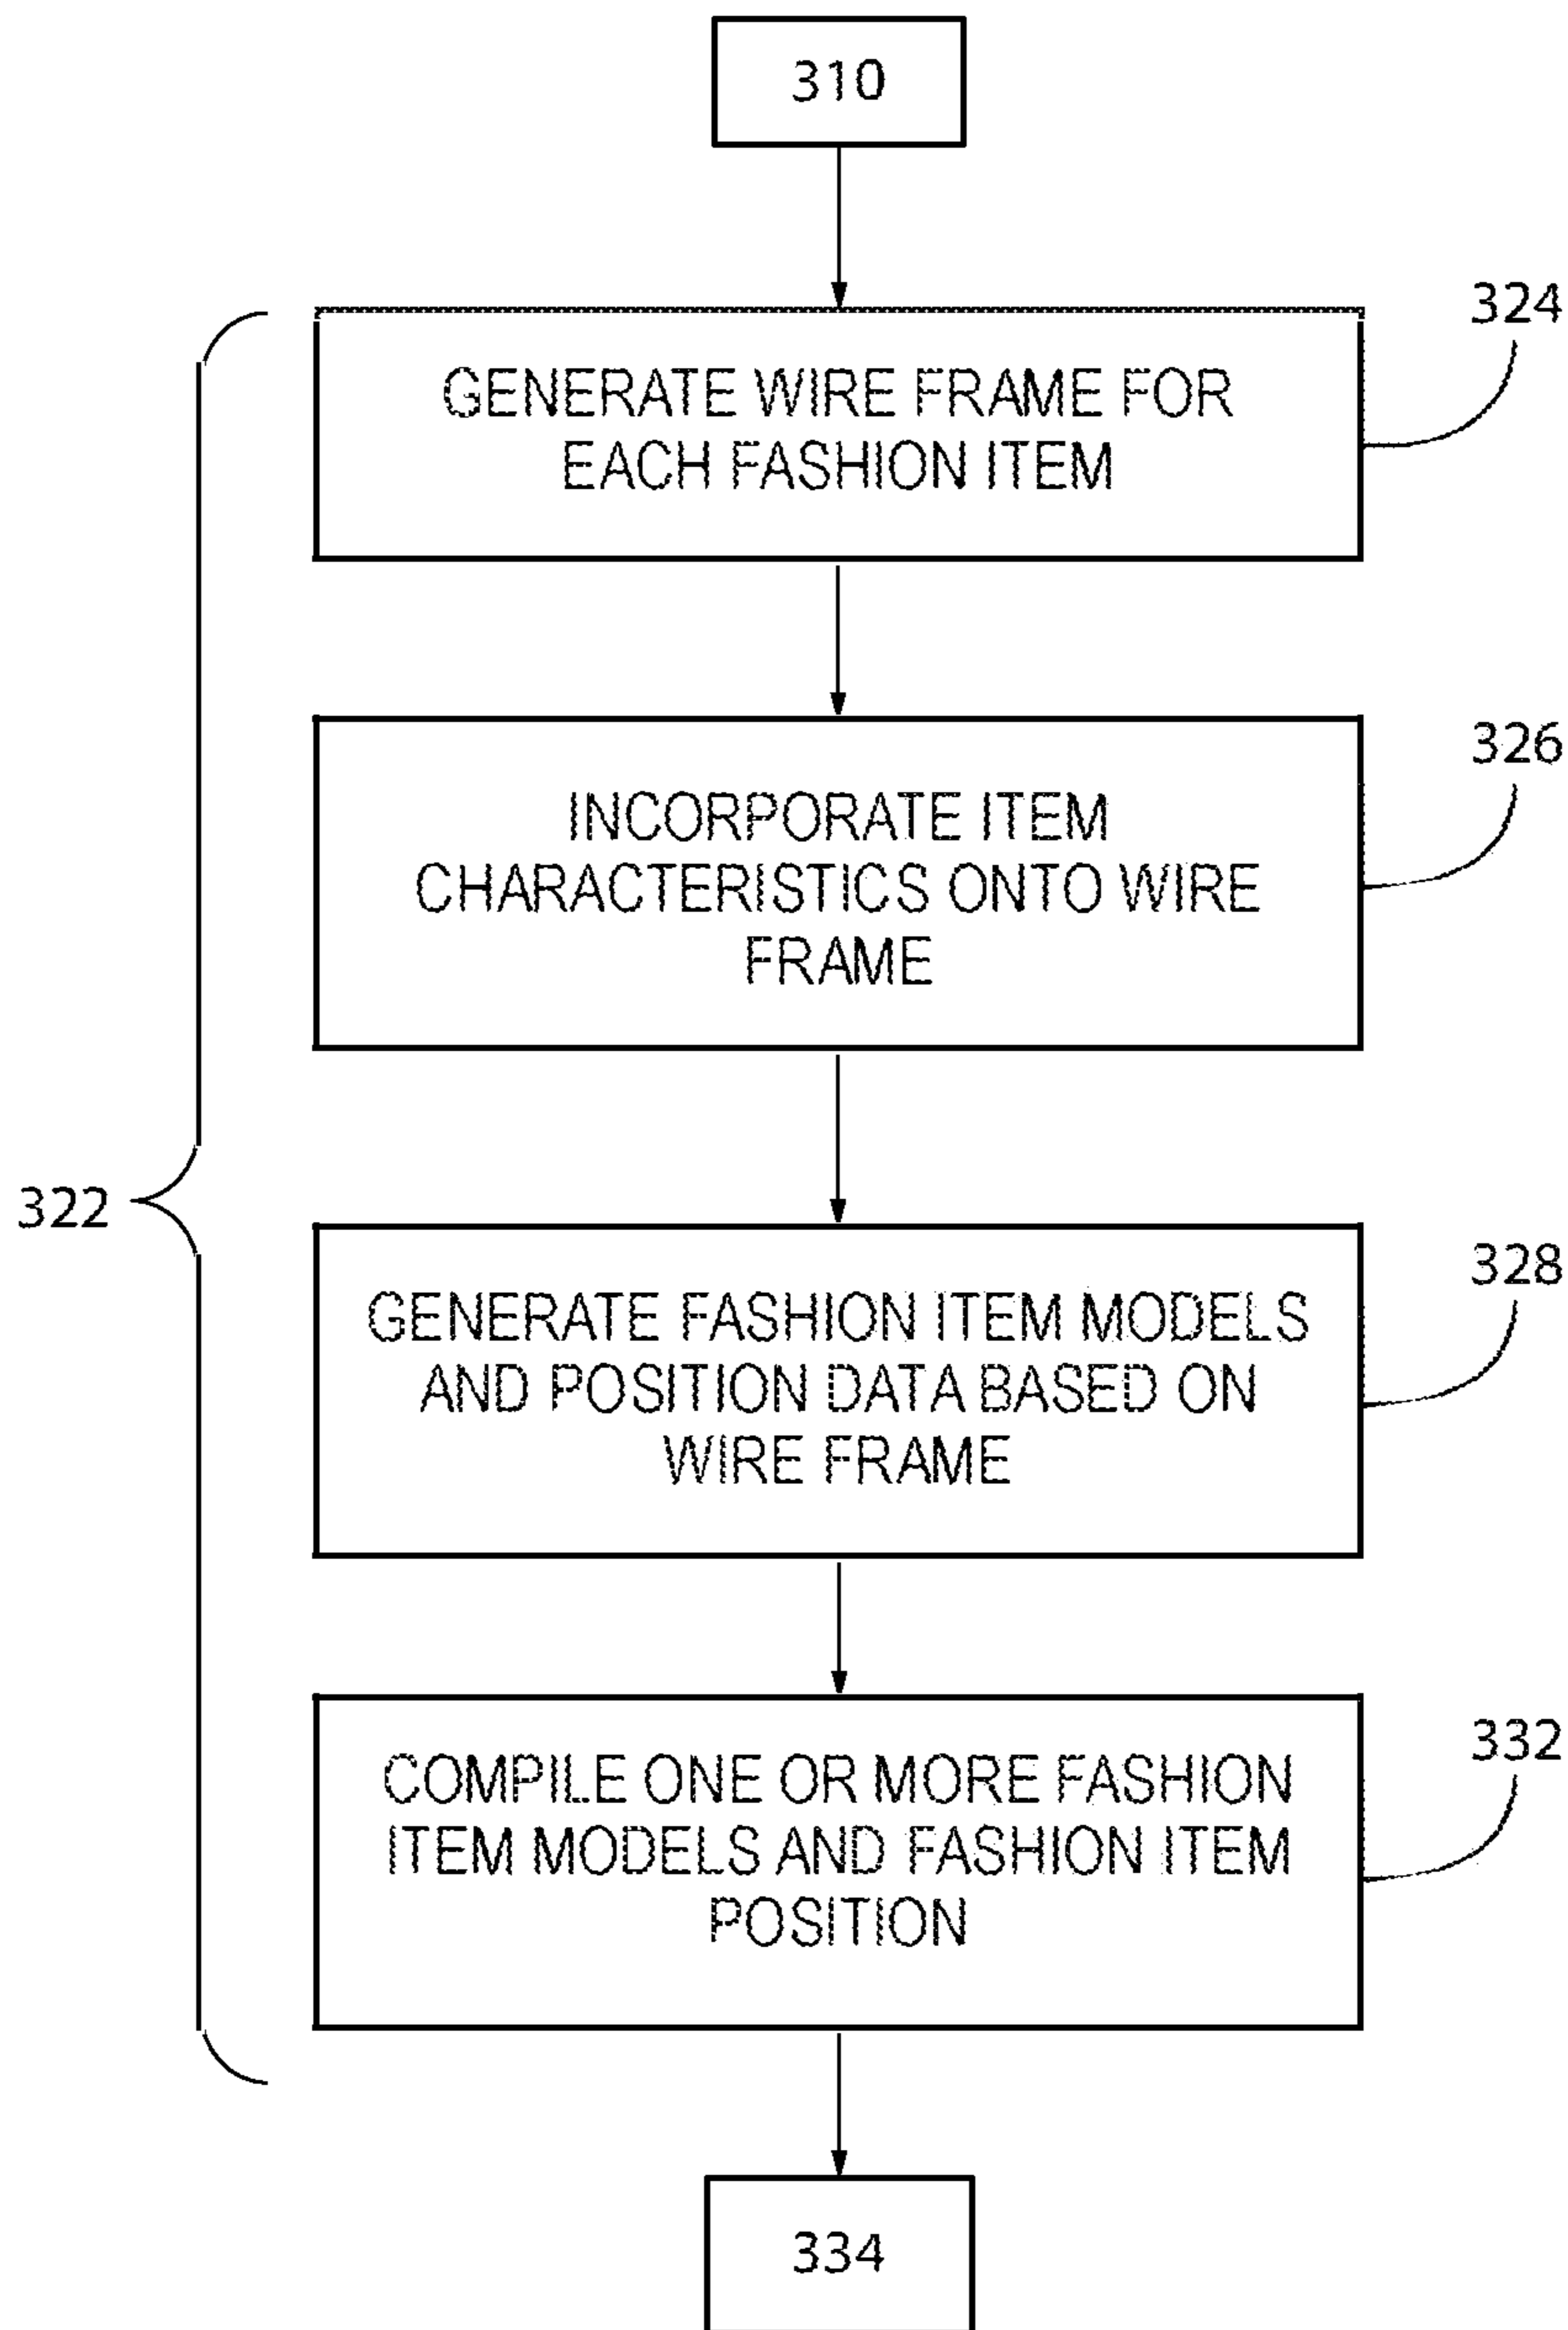 310
324
GENERATE WIRE FRAME FOR
EACH FASHION ITEM
326
INCORPORATE ITEM
CHARACTERISTICS ONTO WIRE
FRAME
322
328
GENERATE FASHION ITEM MODELS
AND POSITION DATA BASED ON
WIRE FRAME
332
COMPILE ONE OR MORE FASHION
ITEM MODELS AND FASHION ITEM
POSITION
334